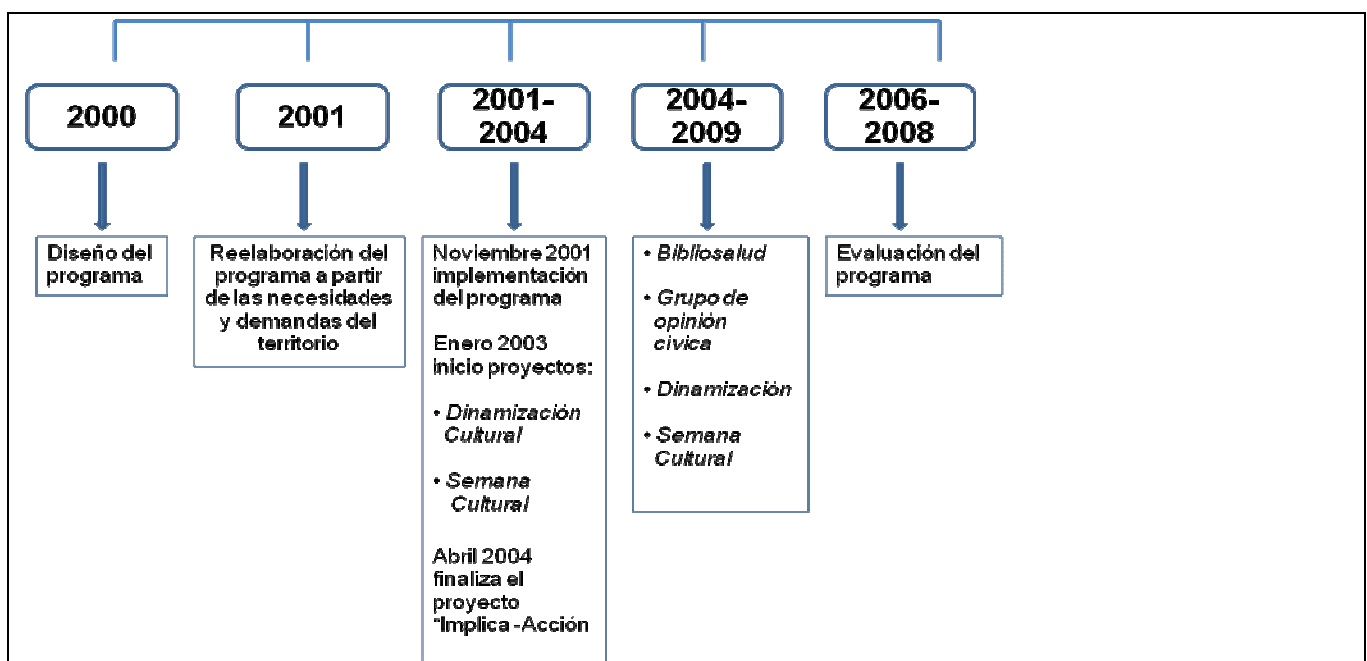 2000
Diseño del
programa
2001
Reelaboración del
programa a partir
de las necesidades
y demandas del
territorio
2001-
2004
Noviembre 2001
implementación
del programa
Enero 2003
inicio proyectos:
• Dinamización
Cultural
• Semana
Cultural
Abril 2004
finaliza el
proyecto
"Implica-Acción
2004-
2009
• Bibliosalud
• Grupo de
opinión
cívica
• Dinamización
• Semana
Cultural
2006-
2008
Evaluación del
programa